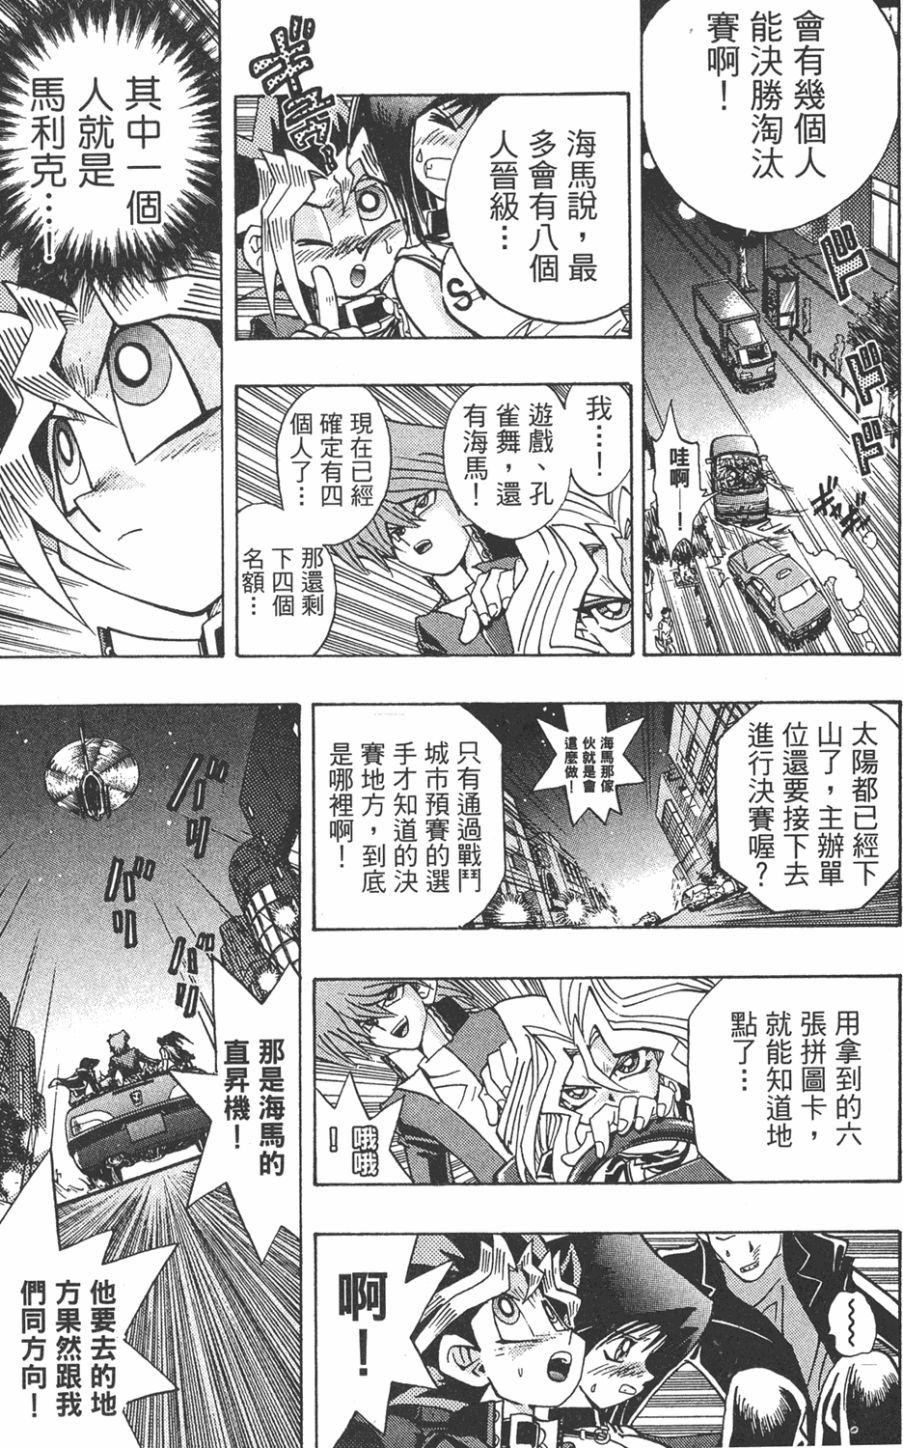 會有幾個人
能決勝淘汰
賽啊！
哇啊—！
海馬說，最
多會有八個
人晉級…
我…！
遊戲、孔
雀舞，還
有海馬！
現在已經
確定有四
個人了…
那還剩
下四個
名額…
其中一個
人就是
馬利克…！
太陽都已經下
山了，主辦單
位還要接下去
進行決賽喔？
海馬那傢
伙就是會
這麼做！
只有通過戰鬥
城市預賽的選
手才知道的決
賽地方，到底
是哪裡啊！
用拿到的六
張拼圖卡，
就能知道地
點了…
哦哦
！
啊！
那是海馬的
直昇機！
他要去的地
方果然跟我
們同方向！